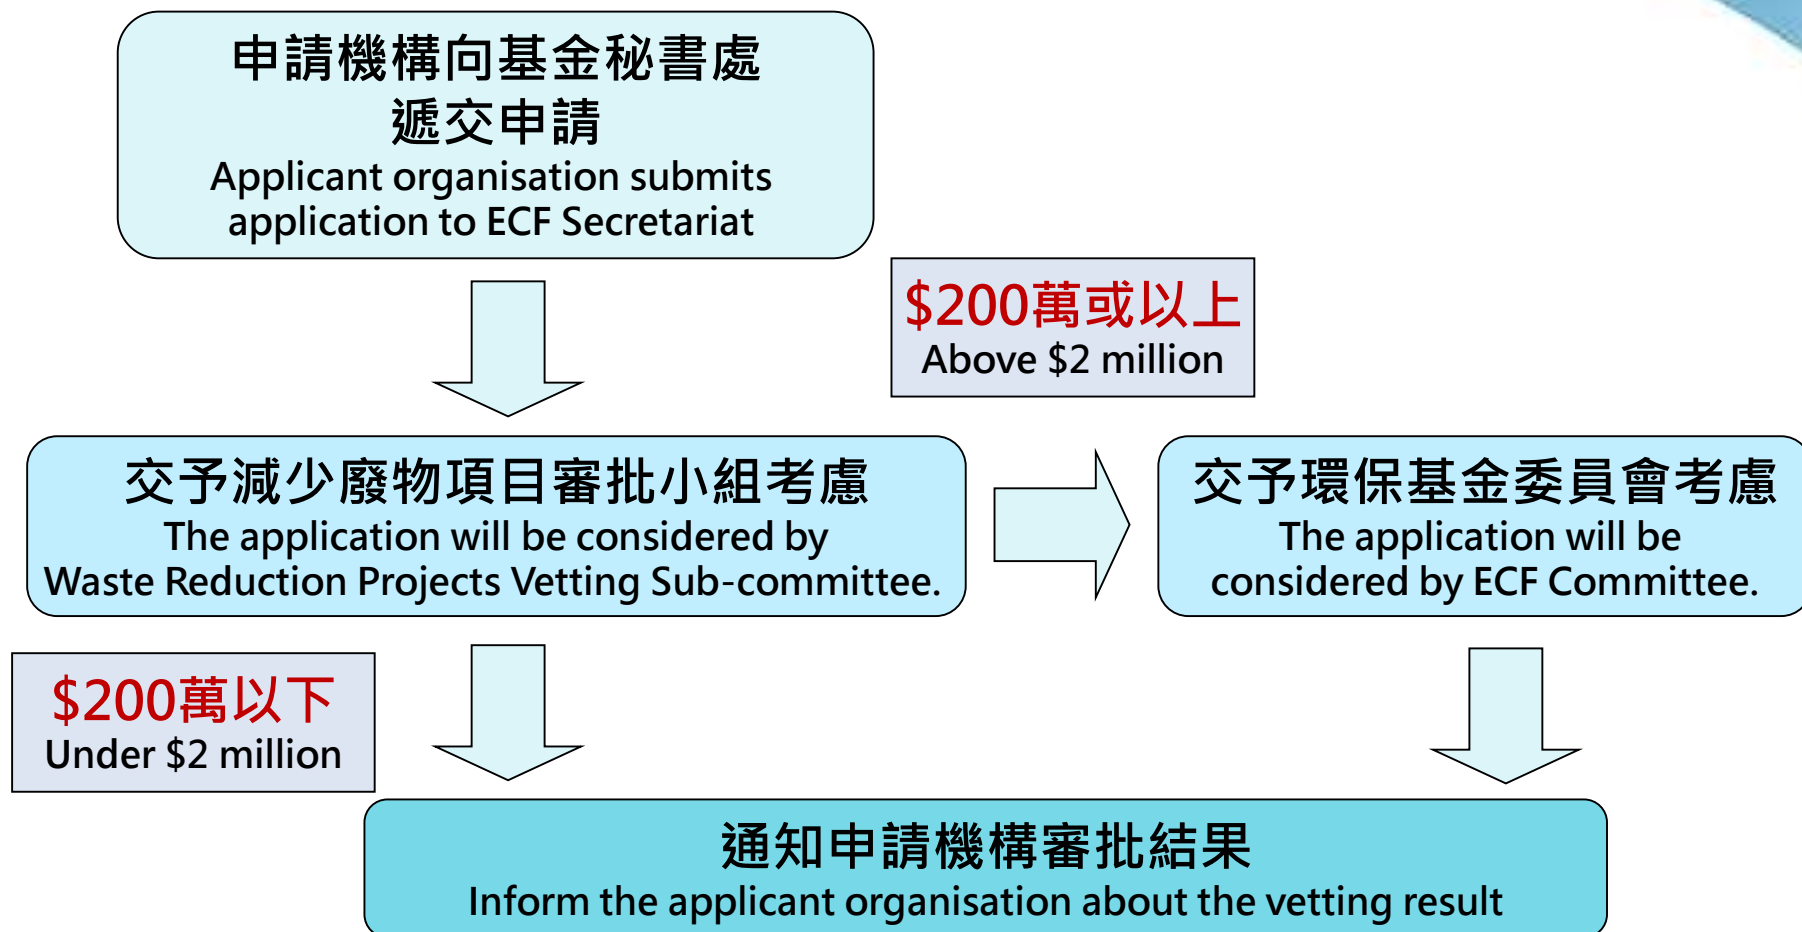 申請機構向基金秘書處
遞交申請
Applicant organisation submits
application to ECF Secretariat
$200萬或以上
Above $2 million
交予減少廢物項目審批小組考慮
The application will be considered by
Waste Reduction Projects Vetting Sub-committee.
交予環保基金委員會考慮
The application will be
considered by ECF Committee.
$200萬以下
Under $2 million
通知申請機構審批結果
Inform the applicant organisation about the vetting result